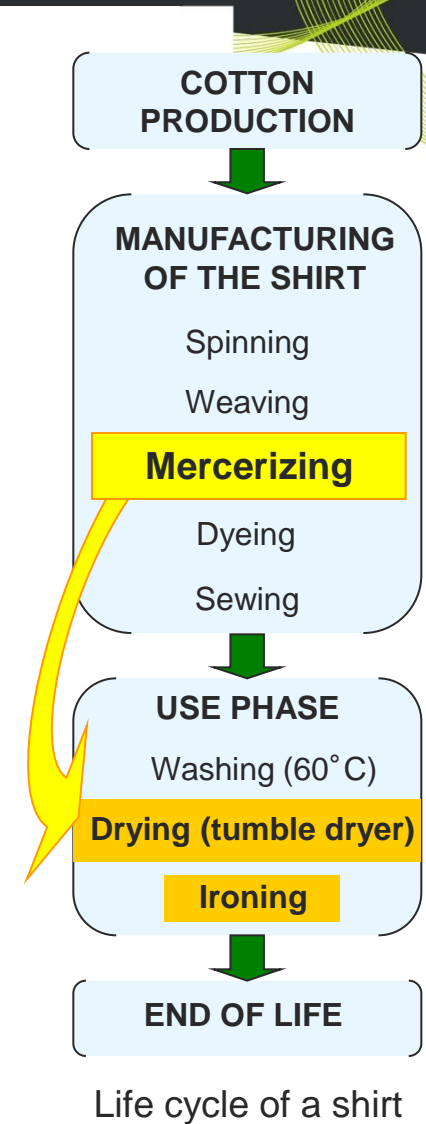 COTTON
PRODUCTION
MANUFACTURING
OF THE SHIRT
Spinning
Weaving
Mercerizing
Dyeing
Sewing
USE PHASE
Washing (60°C)
Drying (tumble dryer)
Ironing
END OF LIFE
Life cycle of a shirt